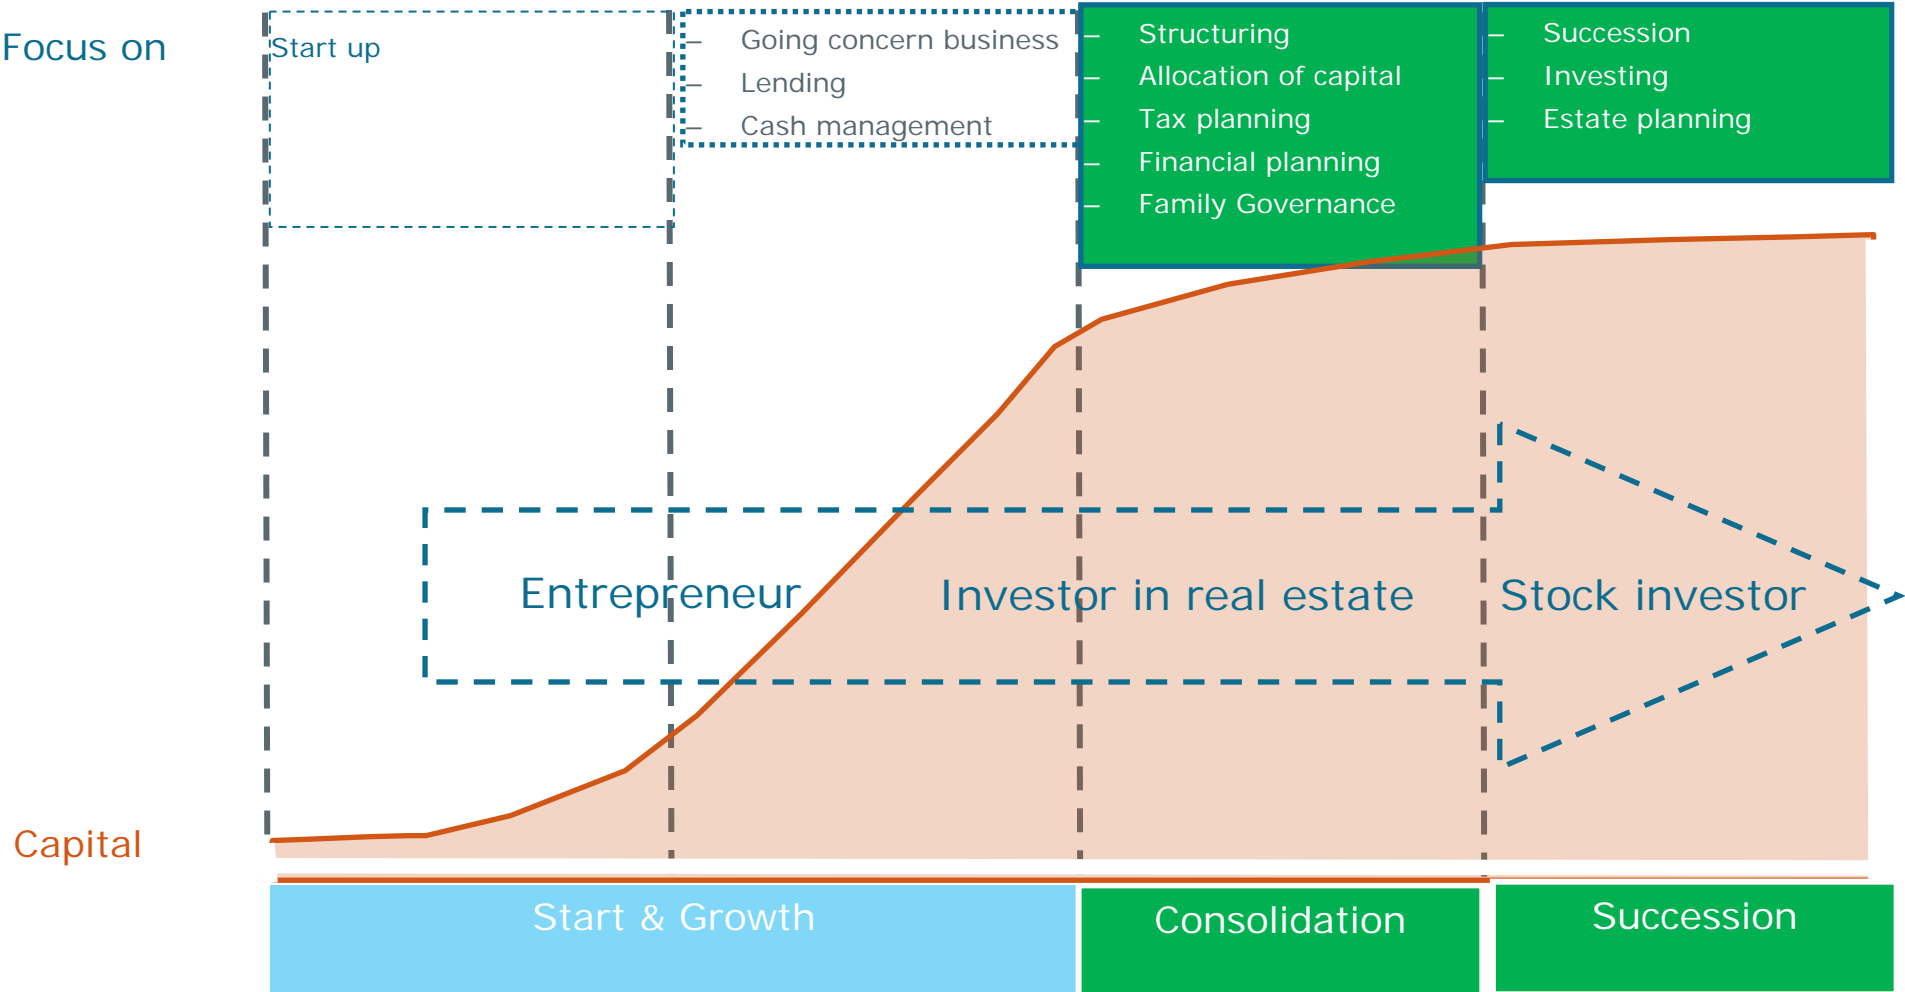 Focus on
Start up
– Going concern business
– Lending
– Cash management
– Structuring
– Allocation of capital
– Tax planning
– Financial planning
– Family Governance
– Succession
– Investing
– Estate planning
Entrepreneur
Investor in real estate
Stock investor
Capital
Start & Growth
Consolidation
Succession